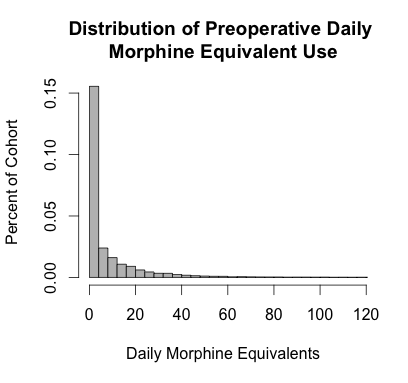 Distribution of Preoperative Daily
Morphine Equivalent Use
Percent of Cohort
0.15
0.10
0.05
0.00
0 20 40 60 80 100 120
Daily Morphine Equivalents